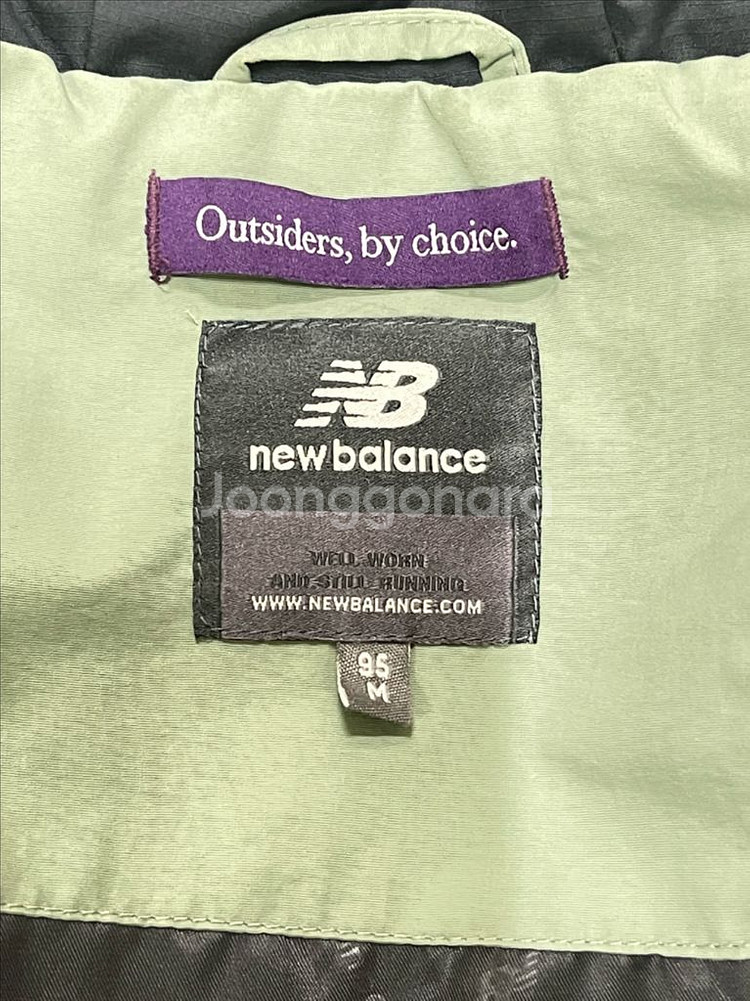 Outsiders, by choice.
NB
new balance
Joonggonara
WELL WORN
AND STILL RUNNING
WWW.NEWBALANCE.COM
95
M